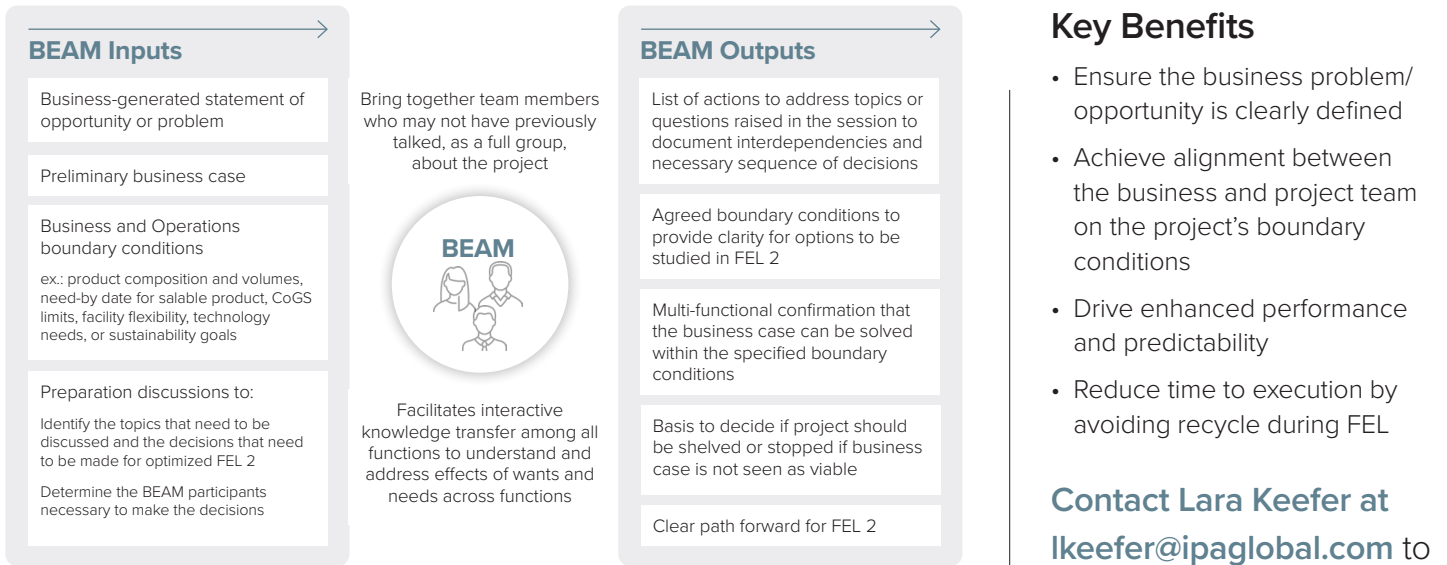 BEAM Inputs
Business-generated statement of
opportunity or problem
Preliminary business case
Business and Operations
boundary conditions
ex.: product composition and volumes,
need-by date for salable product, CoGS
limits, facility flexibility, technology
needs, or sustainability goals
Preparation discussions to:
Identify the topics that need to be
discussed and the decisions that need
to be made for optimized FEL 2
Determine the BEAM participants
necessary to make the decisions
Bring together team members
who may not have previously
talked, as a full group,
about the project
BEAM
Facilitates interactive
knowledge transfer among all
functions to understand and
address effects of wants and
needs across functions
BEAM Outputs
List of actions to address topics or
questions raised in the session to
document interdependencies and
necessary sequence of decisions
Agreed boundary conditions to
provide clarity for options to be
studied in FEL 2
Multi-functional confirmation that
the business case can be solved
within the specified boundary
conditions
Basis to decide if project should
be shelved or stopped if business
case is not seen as viable
Clear path forward for FEL 2
Key Benefits
• Ensure the business problem/
opportunity is clearly defined
• Achieve alignment between
the business and project team
on the project’s boundary
conditions
• Drive enhanced performance
and predictability
• Reduce time to execution by
avoiding recycle during FEL
Contact Lara Keefer at
lkeefer@ipaglobal.com to